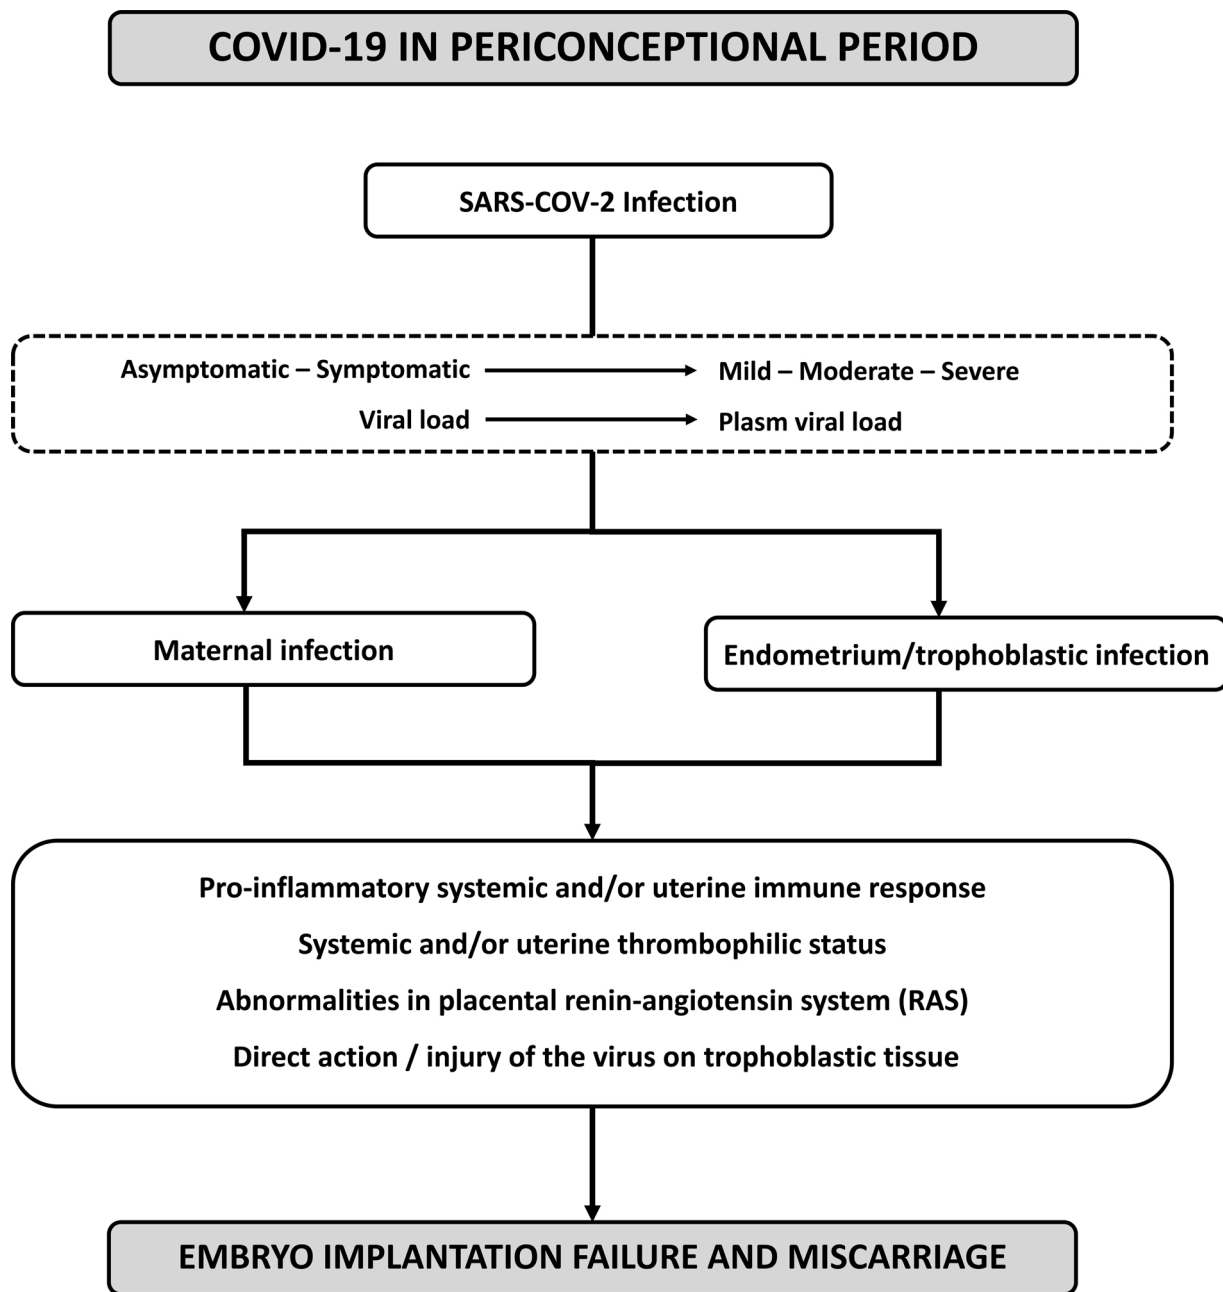 COVID-19 IN PERICONCEPTIONAL PERIOD
SARS-COV-2 Infection
Asymptomatic – Symptomatic Mild – Moderate – Severe
Viral load Plasm viral load
Maternal infection
Endometrium/trophoblastic infection
Pro-inflammatory systemic and/or uterine immune response
Systemic and/or uterine thrombophilic status
Abnormalities in placental renin-angiotensin system (RAS)
Direct action / injury of the virus on trophoblastic tissue
EMBRYO IMPLANTATION FAILURE AND MISCARRIAGE